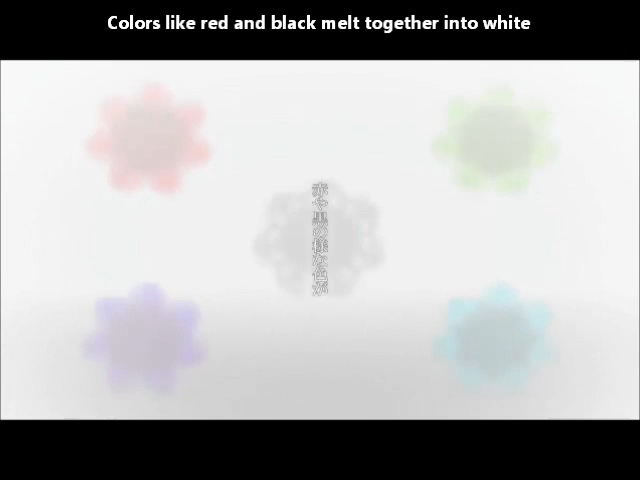 Colors like red and black melt together into white
赤や黒の様な色が